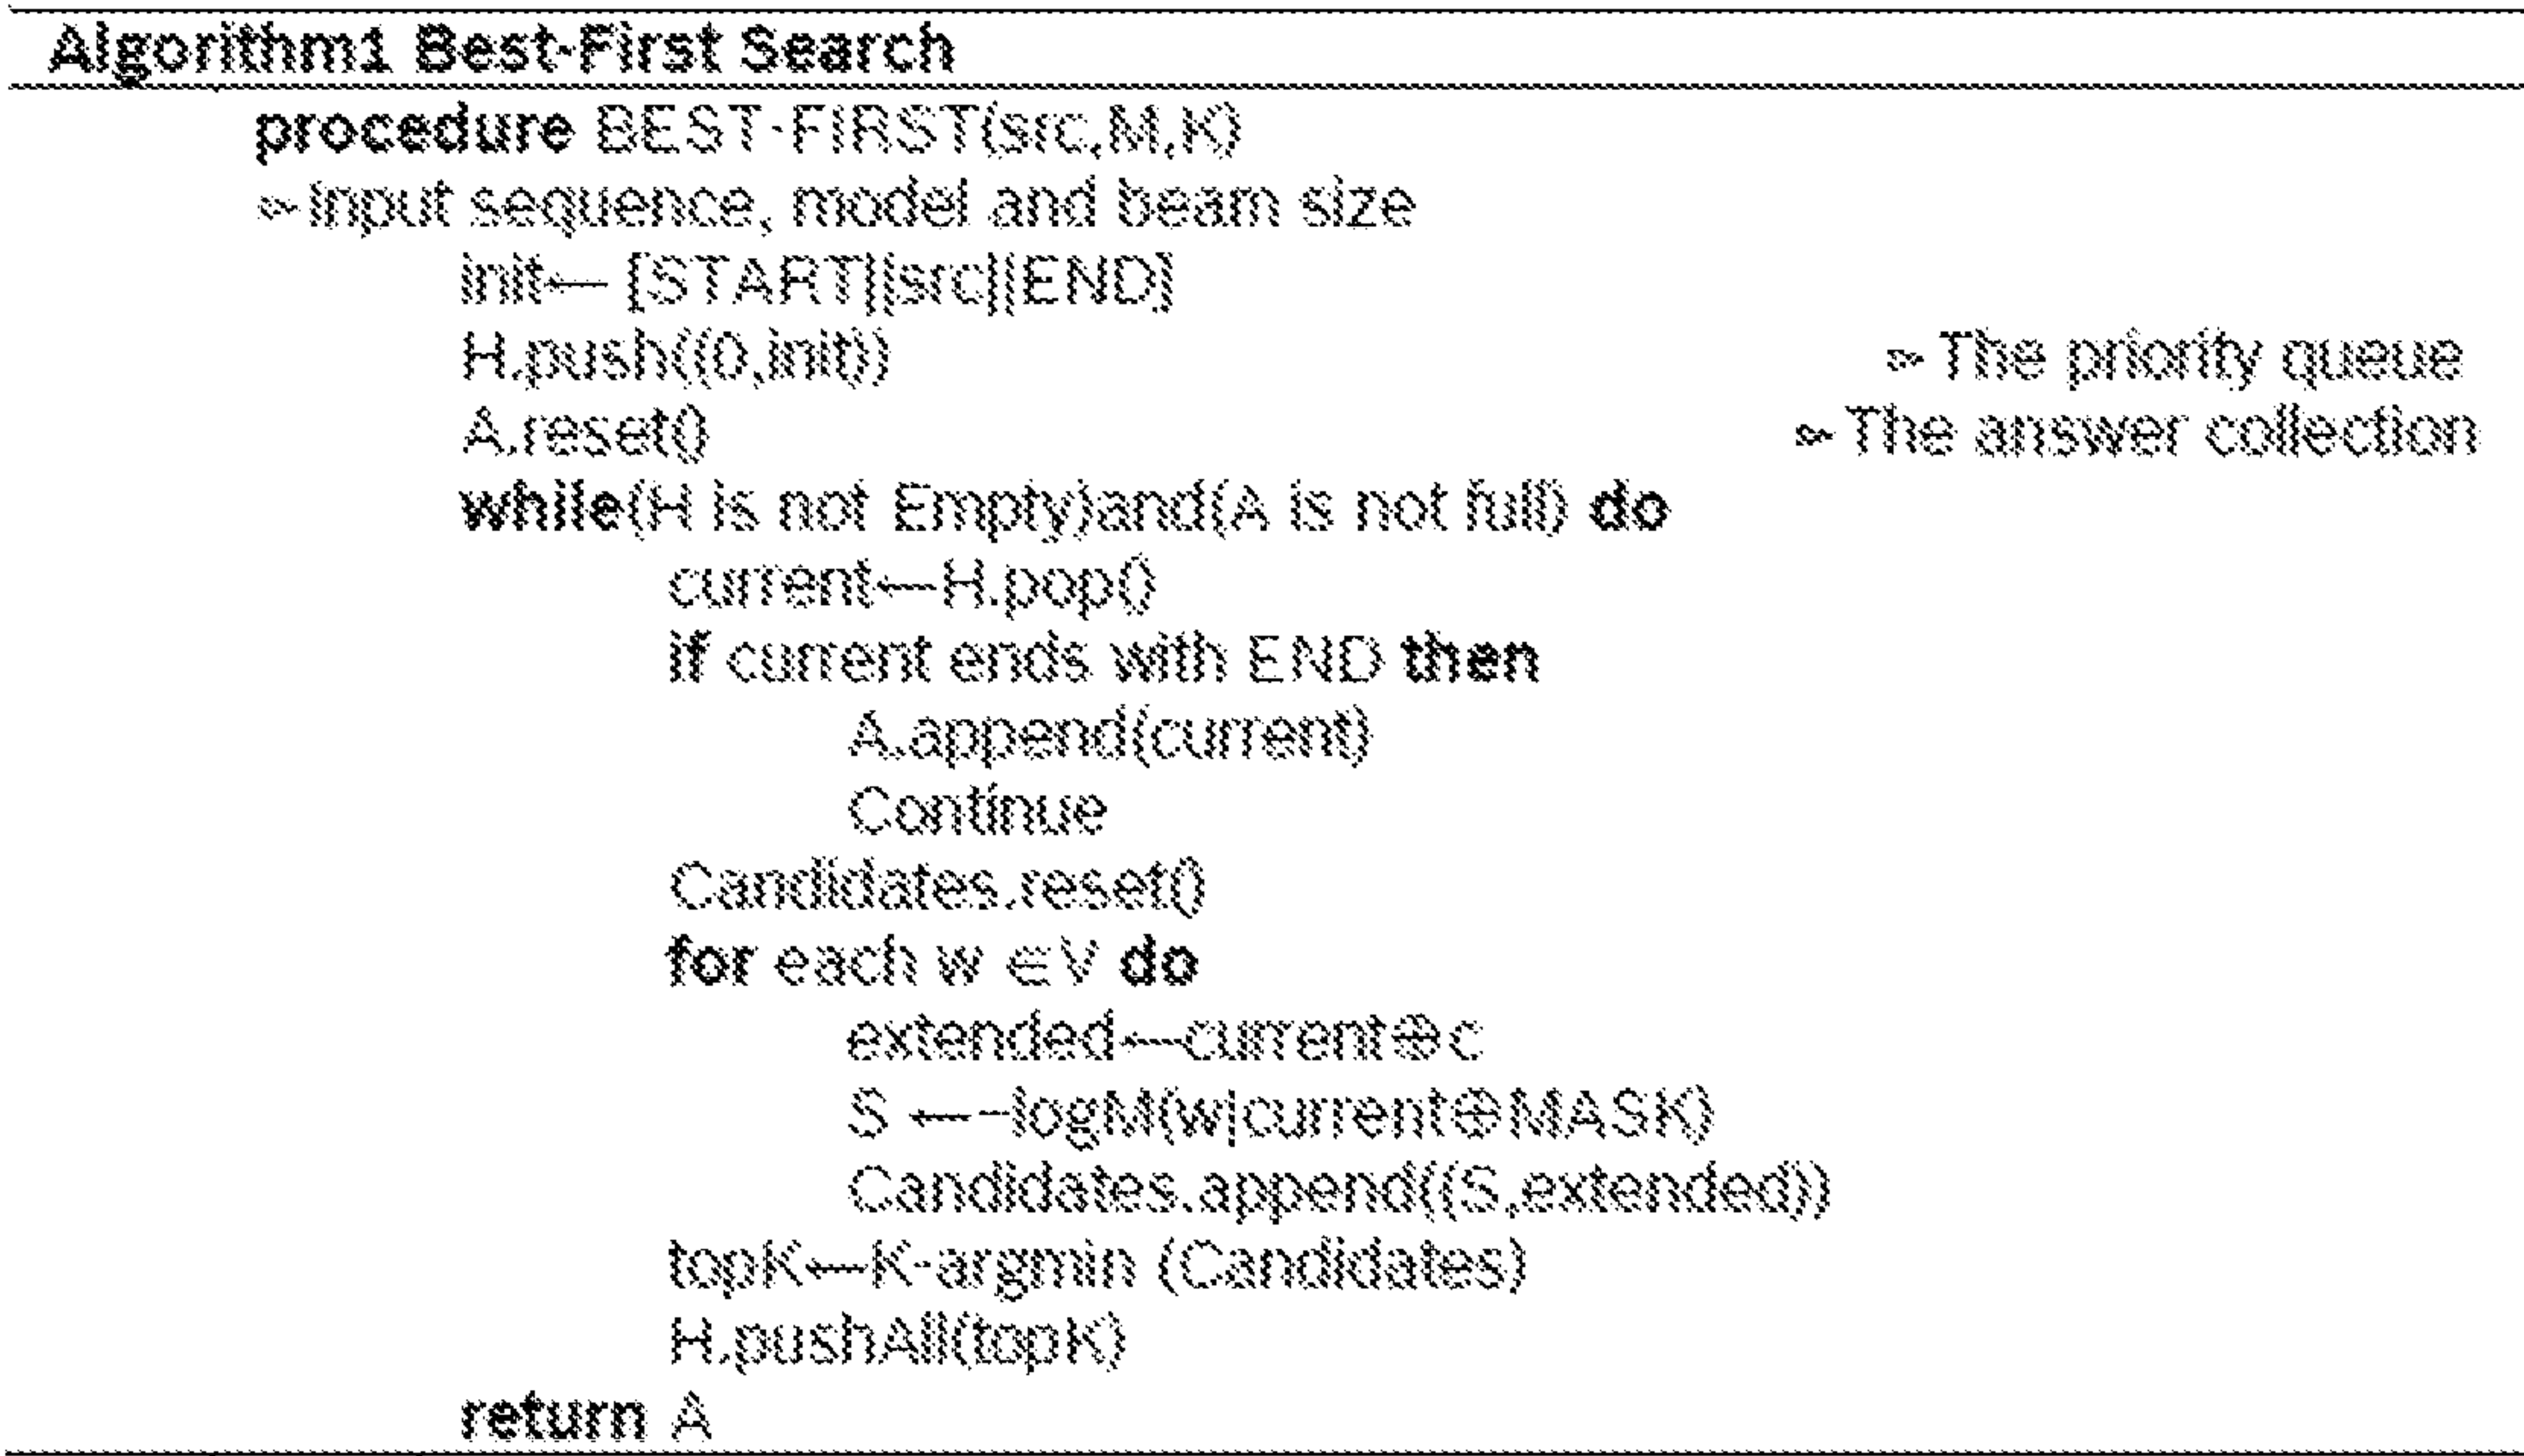 Algorithm1 Best-First Search
procedure BEST-FIRST(src,M,K)
▹Input sequence, model and beam size
init← [START||src||END]
H.push((0,init)) ▹The priority queue
A.reset() ▹The answer collection
while(H is not Empty)and(A is not full) do
current←H.pop()
if current ends with END then
A.append(current)
Continue
Candidates.reset()
for each w ∈V do
extended←current⊕c
S ←−logM(w|current⊕MASK)
Candidates.append((S,extended))
topK←K-argmin (Candidates)
H.pushAll(topK)
return A